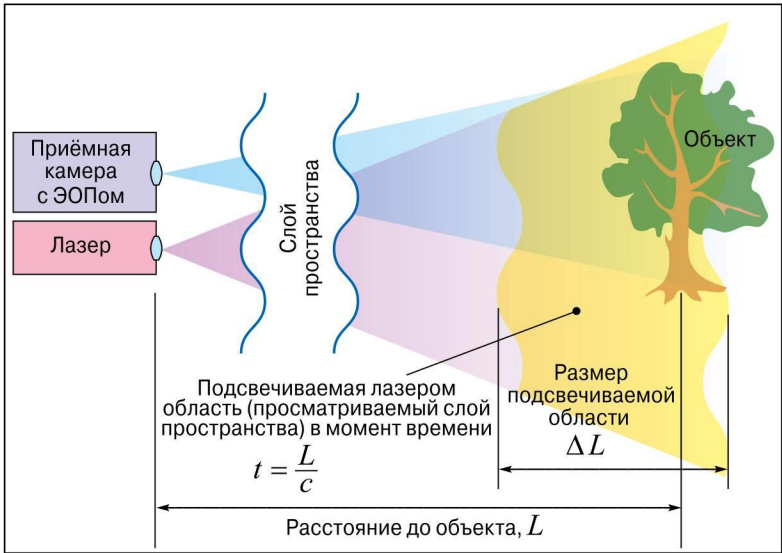 Приёмная
камера
с ЭОПом
Лазер
Слой
пространства
Объект
Подсвечиваемая лазером
область (просматриваемый слой
пространства) в момент времени
t = L/c
Размер
подсвечиваемой
области
ΔL
Расстояние до объекта, L